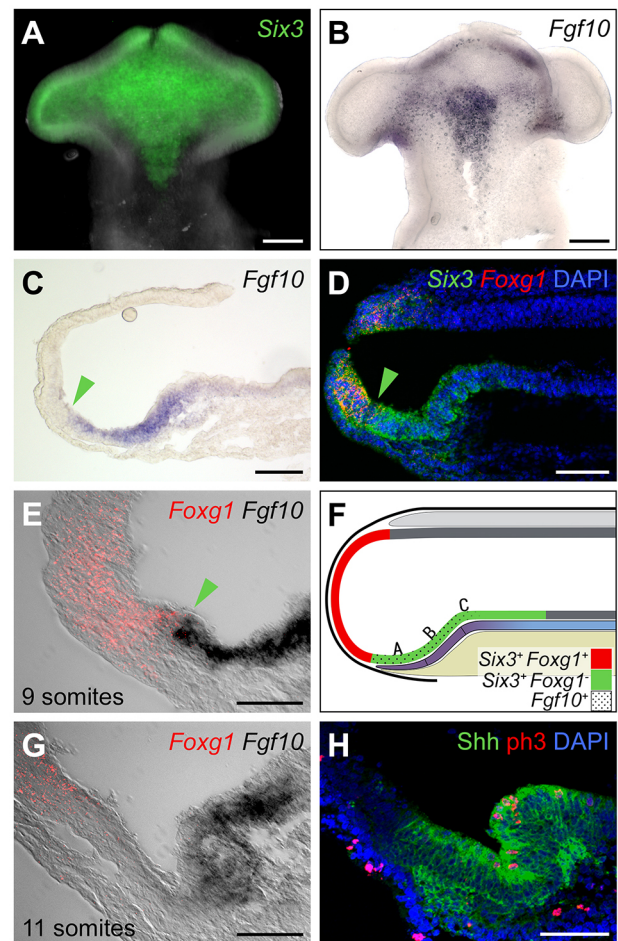 A Six3
B Fgf10
C Fgf10
D Six3 Foxg1 DAPI
E Foxg1 Fgf10
9 somites
F
A B C
Six3⁺ Foxg1⁺
Six3⁺ Foxg1⁻
Fgf10⁺
G Foxg1 Fgf10
11 somites
H Shh ph3 DAPI